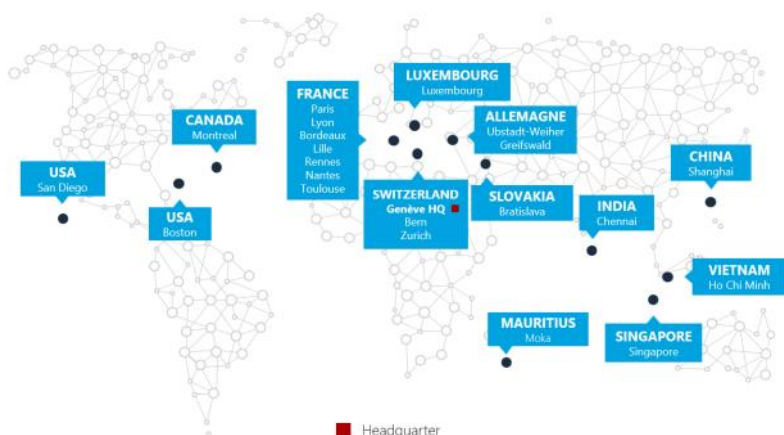 LUXEMBOURG
Luxembourg
FRANCE
Paris
Lyon
Bordeaux
Lille
Rennes
Nantes
Toulouse
ALLEMAGNE
Ubstadt-Weiher
Greifswald
CANADA
Montreal
USA
San Diego
USA
Boston
SWITZERLAND
Genève HQ
Bern
Zurich
SLOVAKIA
Bratislava
CHINA
Shanghai
INDIA
Chennai
VIETNAM
Ho Chi Minh
MAURITIUS
Moka
SINGAPORE
Singapore
Headquarter